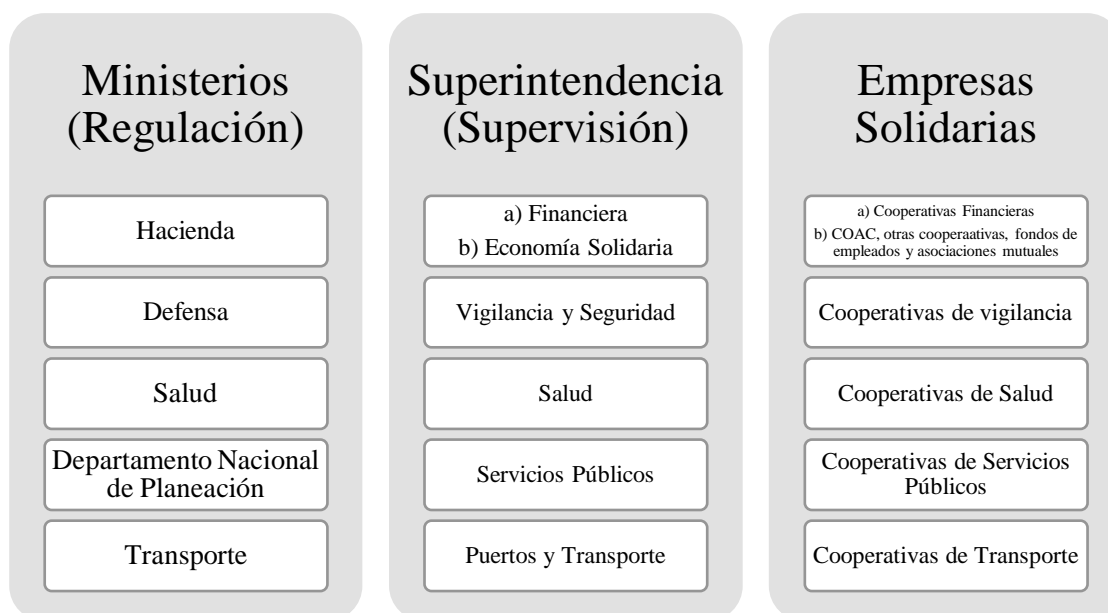 Ministerios
(Regulación)
Hacienda
Defensa
Salud
Departamento Nacional
de Planeación
Transporte
Superintendencia
(Supervisión)
a) Financiera
b) Economía Solidaria
Vigilancia y Seguridad
Salud
Servicios Públicos
Puertos y Transporte
Empresas
Solidarias
a) Cooperativas Financieras
b) COAC, otras cooperaativas, fondos de
empleados y asociaciones mutuales
Cooperativas de vigilancia
Cooperativas de Salud
Cooperativas de Servicios
Públicos
Cooperativas de Transporte